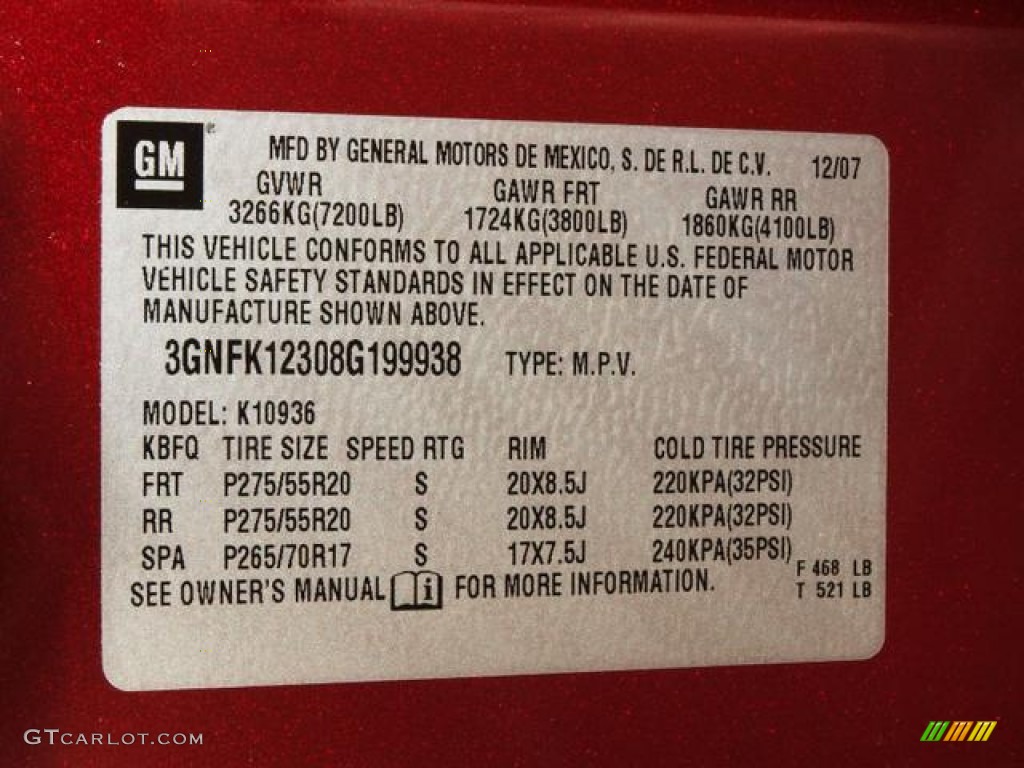 GM®
MFD BY GENERAL MOTORS DE MEXICO, S. DE R.L. DE C.V. 12/07
GVWR GAWR FRT GAWR RR
3266KG(7200LB) 1724KG(3800LB) 1860KG(4100LB)
THIS VEHICLE CONFORMS TO ALL APPLICABLE U.S. FEDERAL MOTOR
VEHICLE SAFETY STANDARDS IN EFFECT ON THE DATE OF
MANUFACTURE SHOWN ABOVE.
3GNFK12308G199938 TYPE: M.P.V.
MODEL: K10936
KBFQ TIRE SIZE SPEED RTG RIM COLD TIRE PRESSURE
FRT P275/55R20 S 20X8.5J 220KPA(32PSI)
RR P275/55R20 S 20X8.5J 220KPA(32PSI)
SPA P265/70R17 S 17X7.5J 240KPA(35PSI)
F 468 LB
SEE OWNER'S MANUAL i FOR MORE INFORMATION. T 521 LB
GTCARLOT.COM